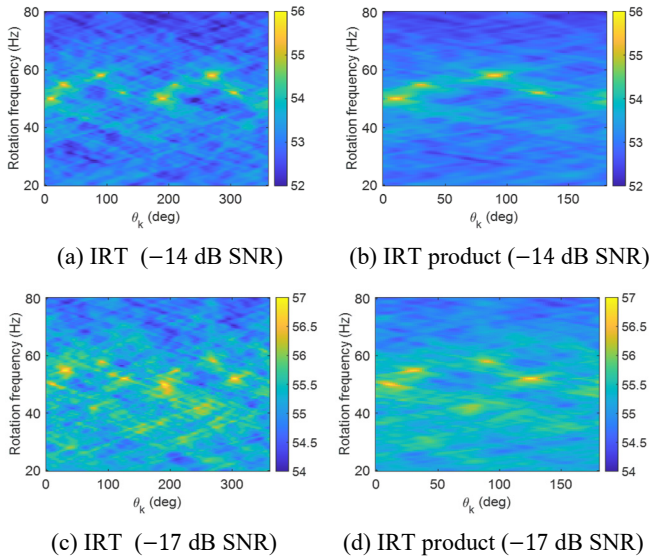 80
60
40
20
Rotation frequency (Hz)
0 100 200 300
θk (deg)
56
55
54
53
52
(a) IRT (−14 dB SNR)
80
60
40
20
Rotation frequency (Hz)
0 50 100 150
θk (deg)
56
55
54
53
52
(b) IRT product (−14 dB SNR)
80
60
40
20
Rotation frequency (Hz)
0 100 200 300
θk (deg)
57
56.5
56
55.5
55
54.5
54
(c) IRT (−17 dB SNR)
80
60
40
20
Rotation frequency (Hz)
0 50 100 150
θk (deg)
57
56.5
56
55.5
55
54.5
54
(d) IRT product (−17 dB SNR)